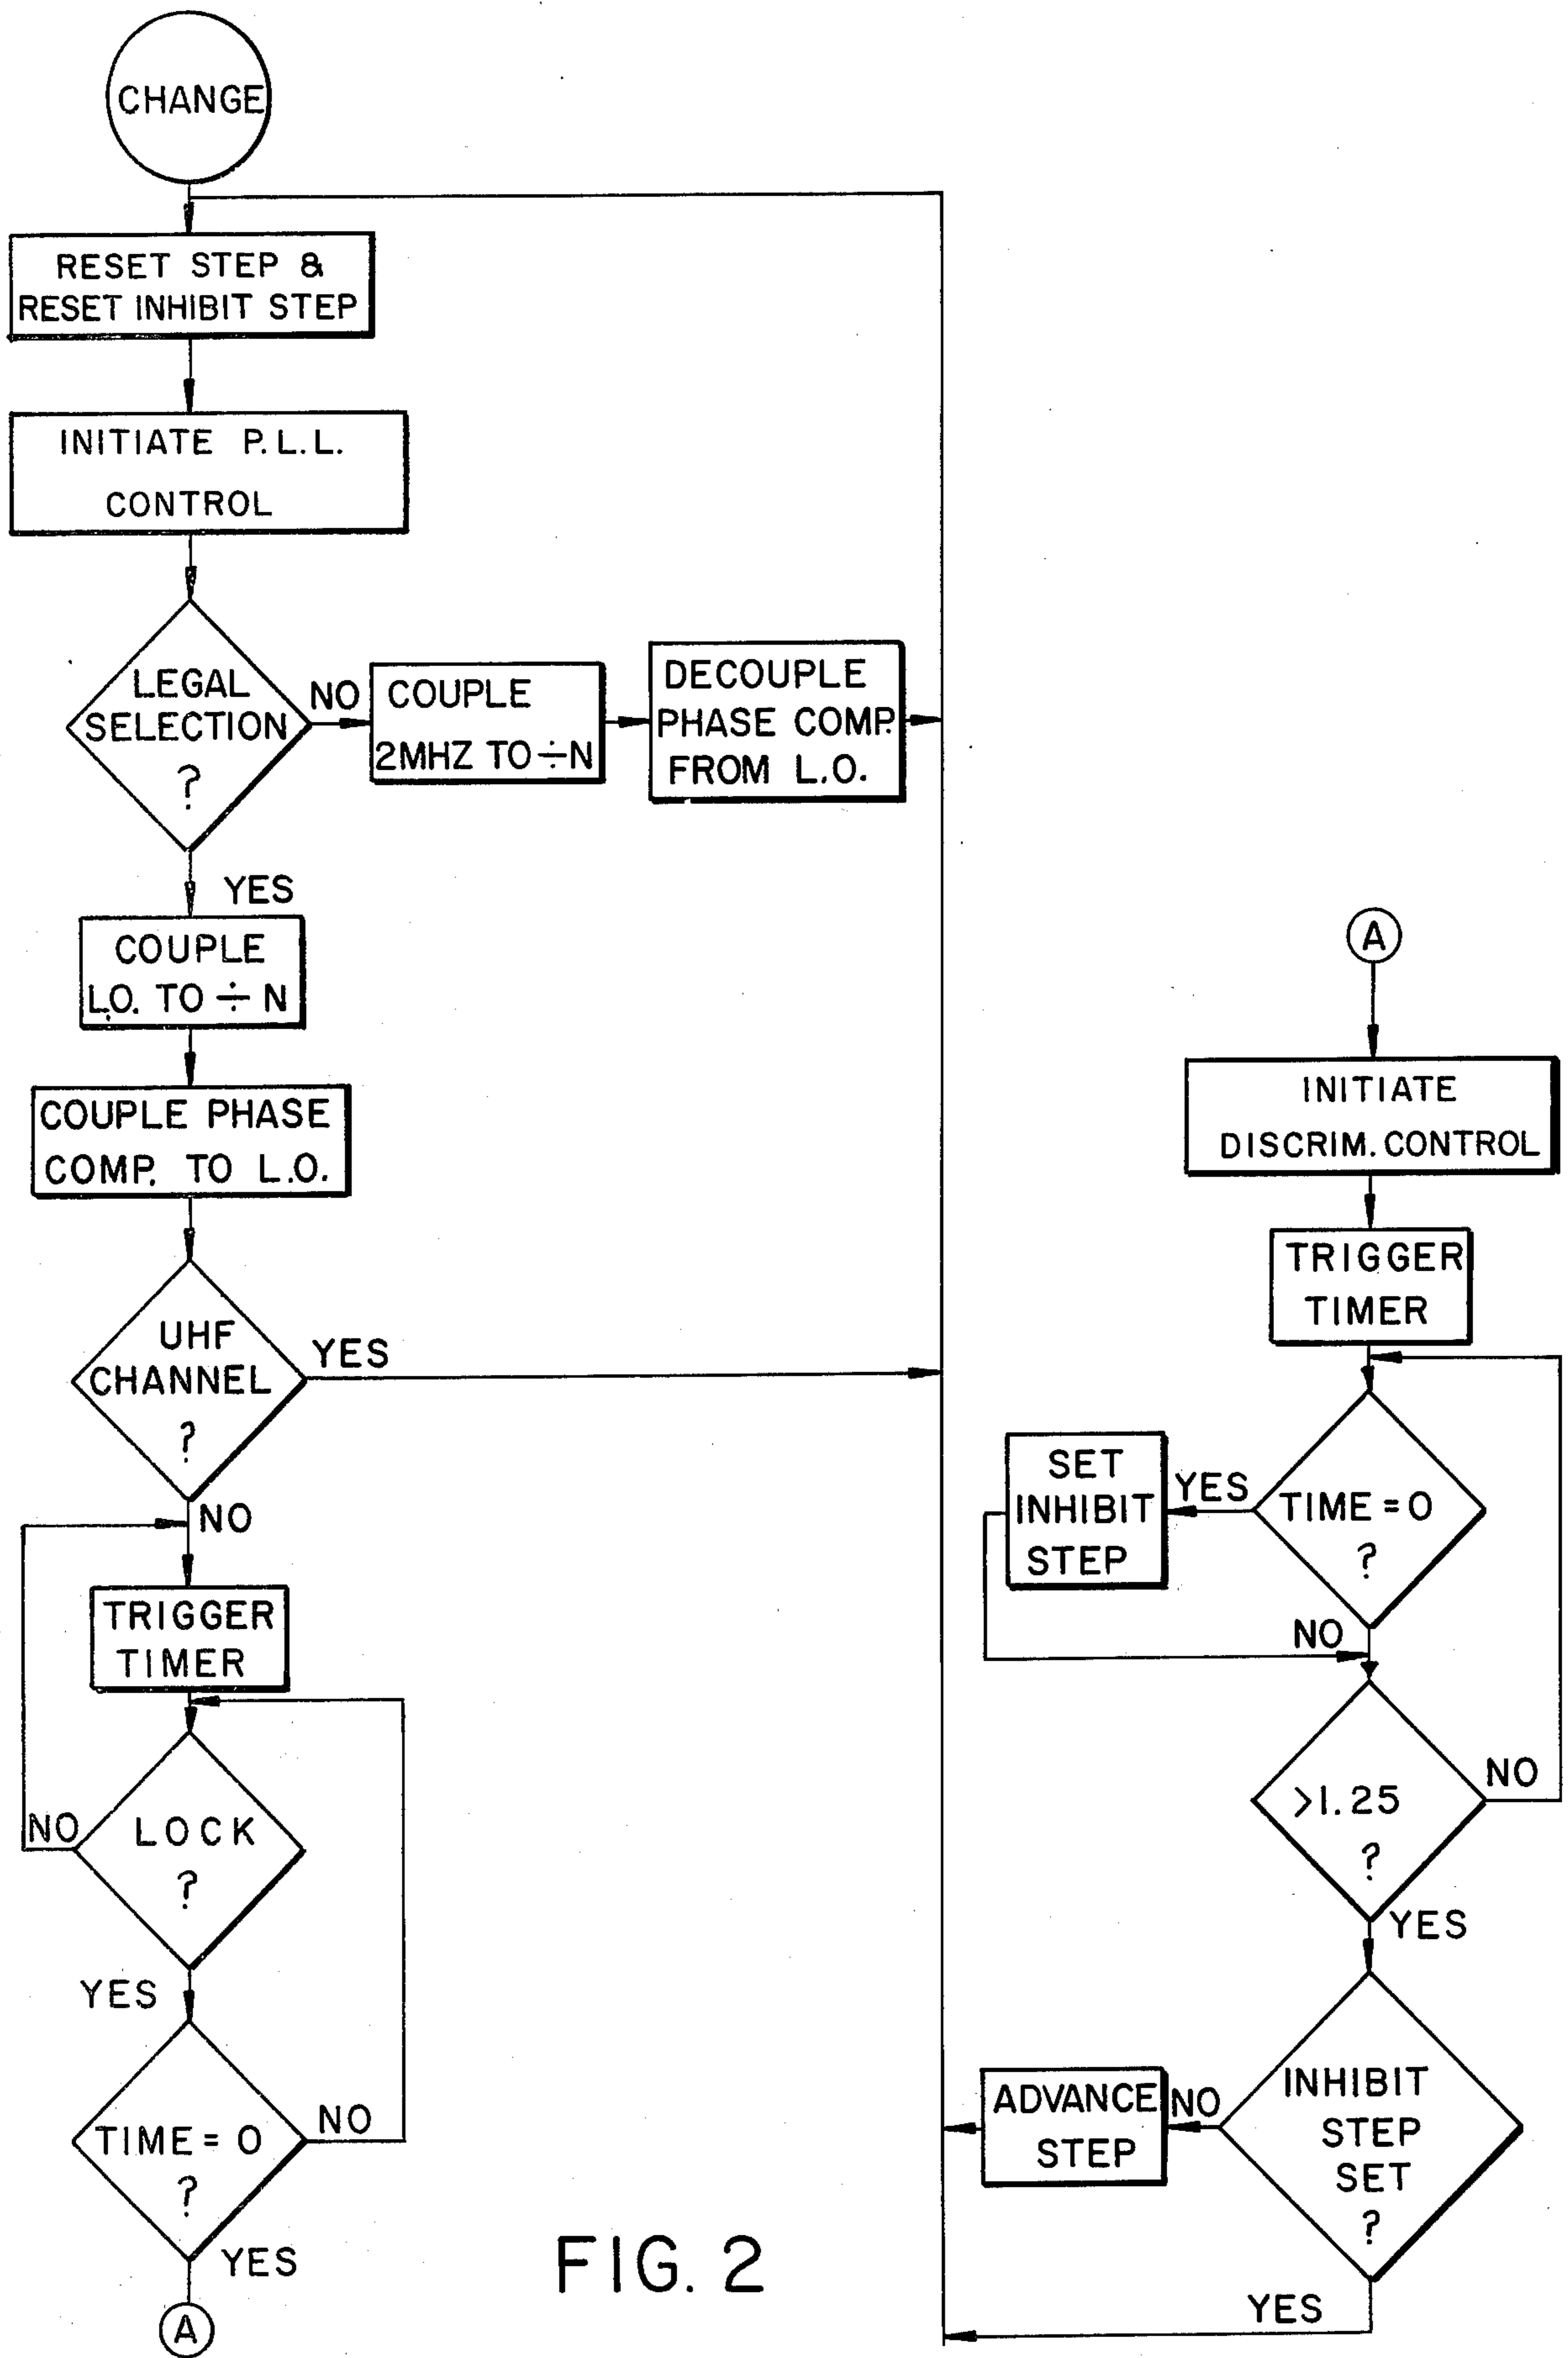 CHANGE
RESET STEP &
RESET INHIBIT STEP
INITIATE P.L.L.
CONTROL
LEGAL
SELECTION
?
NO
COUPLE
2MHZ TO ÷N
DECOUPLE
PHASE COMP.
FROM L.O.
YES
COUPLE
L.O. TO ÷ N
COUPLE PHASE
COMP. TO L.O.
UHF
CHANNEL
?
YES
NO
TRIGGER
TIMER
LOCK
?
NO
YES
TIME = 0
?
NO
YES
A
A
INITIATE
DISCRIM. CONTROL
TRIGGER
TIMER
TIME = 0
?
YES
SET
INHIBIT
STEP
NO
>1.25
?
NO
YES
INHIBIT
STEP
SET
?
NO
ADVANCE
STEP
YES
FIG. 2